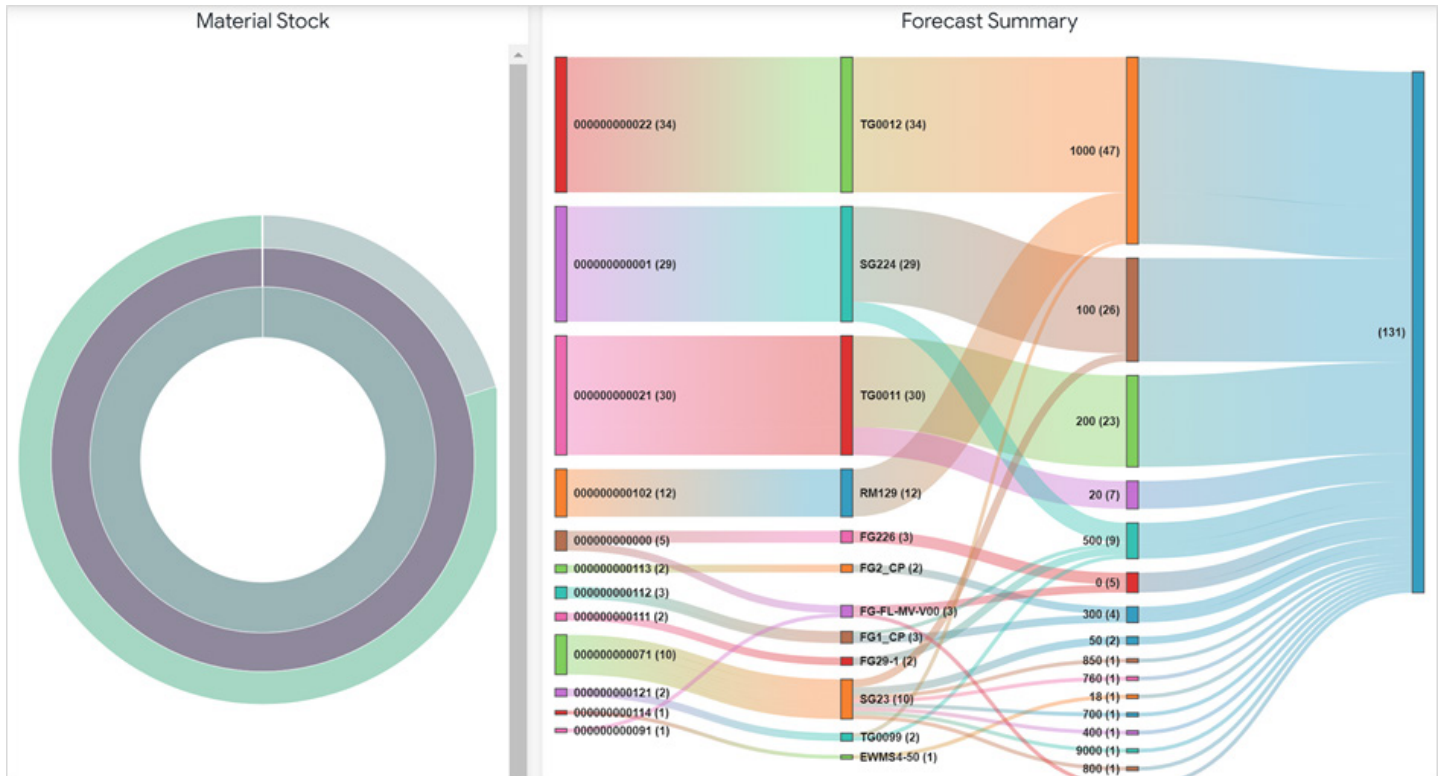 Material Stock
Forecast Summary
000000000022 (34)
000000000001 (29)
000000000021 (30)
000000000102 (12)
000000000000 (5)
000000000113 (2)
000000000112 (3)
000000000111 (2)
000000000071 (10)
000000000121 (2)
000000000114 (1)
000000000091 (1)
TG0012 (34)
SG224 (29)
TG0011 (30)
RM129 (12)
FG226 (3)
FG2_CP (2)
FG-FL-MV-V00 (3)
FG1_CP (3)
FG29-1 (2)
SG23 (10)
TG0099 (2)
EWMS4-50 (1)
1000 (47)
100 (26)
200 (23)
20 (7)
500 (9)
0 (5)
300 (4)
50 (2)
850 (1)
760 (1)
18 (1)
700 (1)
400 (1)
9000 (1)
800 (1)
(131)